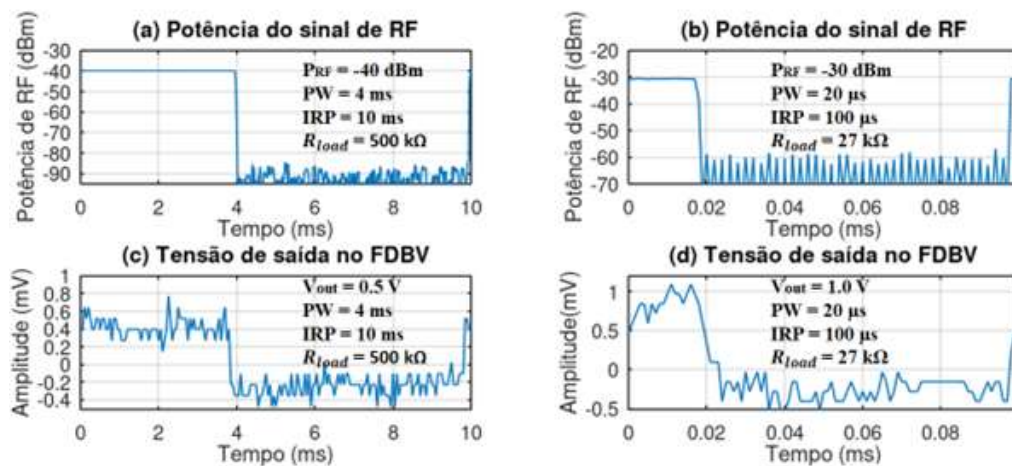 (a) Potência do sinal de RF
Potência de RF (dBm)
-30
-40
-50
-60
-70
-80
-90
PRF = -40 dBm
PW = 4 ms
IRP = 10 ms
Rload = 500 kΩ
0 2 4 6 8 10
Tempo (ms)
(b) Potência do sinal de RF
Potência de RF (dBm)
-20
-30
-40
-50
-60
-70
PRF = -30 dBm
PW = 20 µs
IRP = 100 µs
Rload = 27 kΩ
0 0.02 0.04 0.06 0.08
Tempo (ms)
(c) Tensão de saída no FDBV
Amplitude (mV)
1
0.8
0.6
0.4
0.2
0
-0.2
-0.4
Vout = 0.5 V
PW = 4 ms
IRP = 10 ms
Rload = 500 kΩ
0 2 4 6 8 10
Tempo (ms)
(d) Tensão de saída no FDBV
Amplitude(mV)
1
0.5
0
-0.5
Vout = 1.0 V
PW = 20 µs
IRP = 100 µs
Rload = 27 kΩ
0 0.02 0.04 0.06 0.08
Tempo (ms)